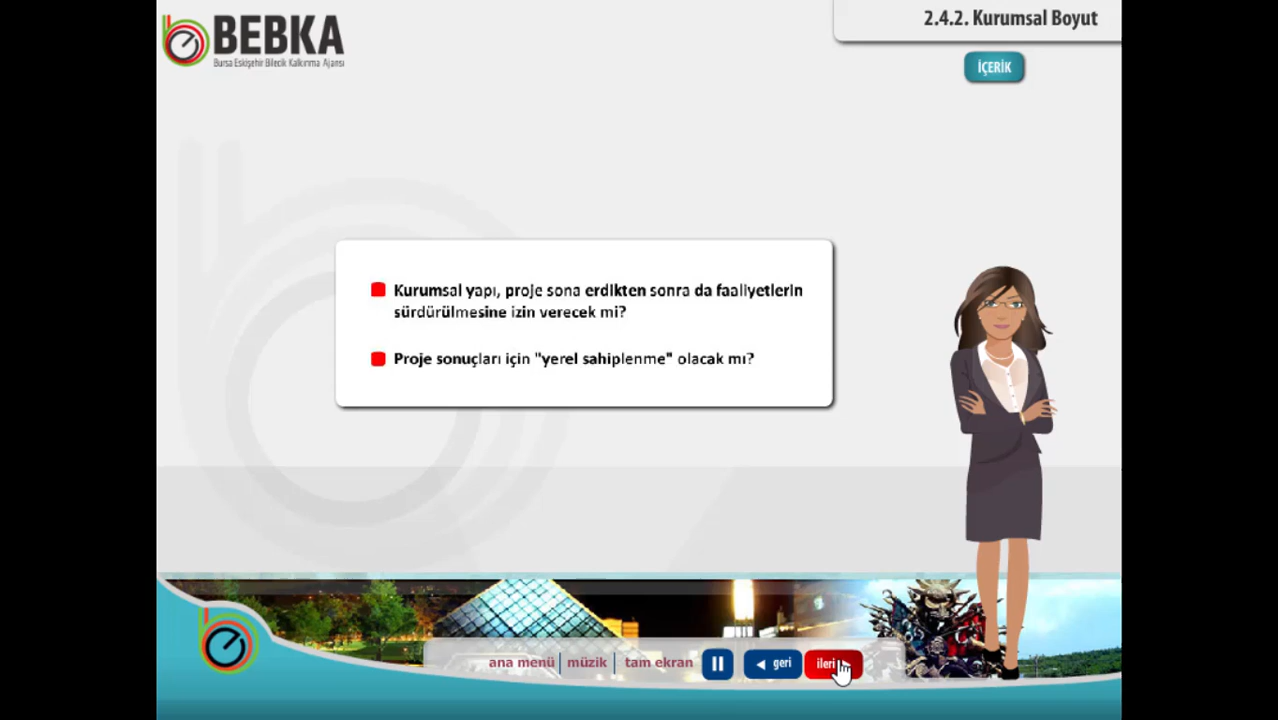 BEBKA
Bursa Eskişehir Bilecik Kalkınma Ajansı
2.4.2. Kurumsal Boyut
İÇERİK
Kurumsal yapı, proje sona erdikten sonra da faaliyetlerin
sürdürülmesine izin verecek mi?
Proje sonuçları için "yerel sahiplenme" olacak mı?
ana menü müzik tam ekran geri ileri